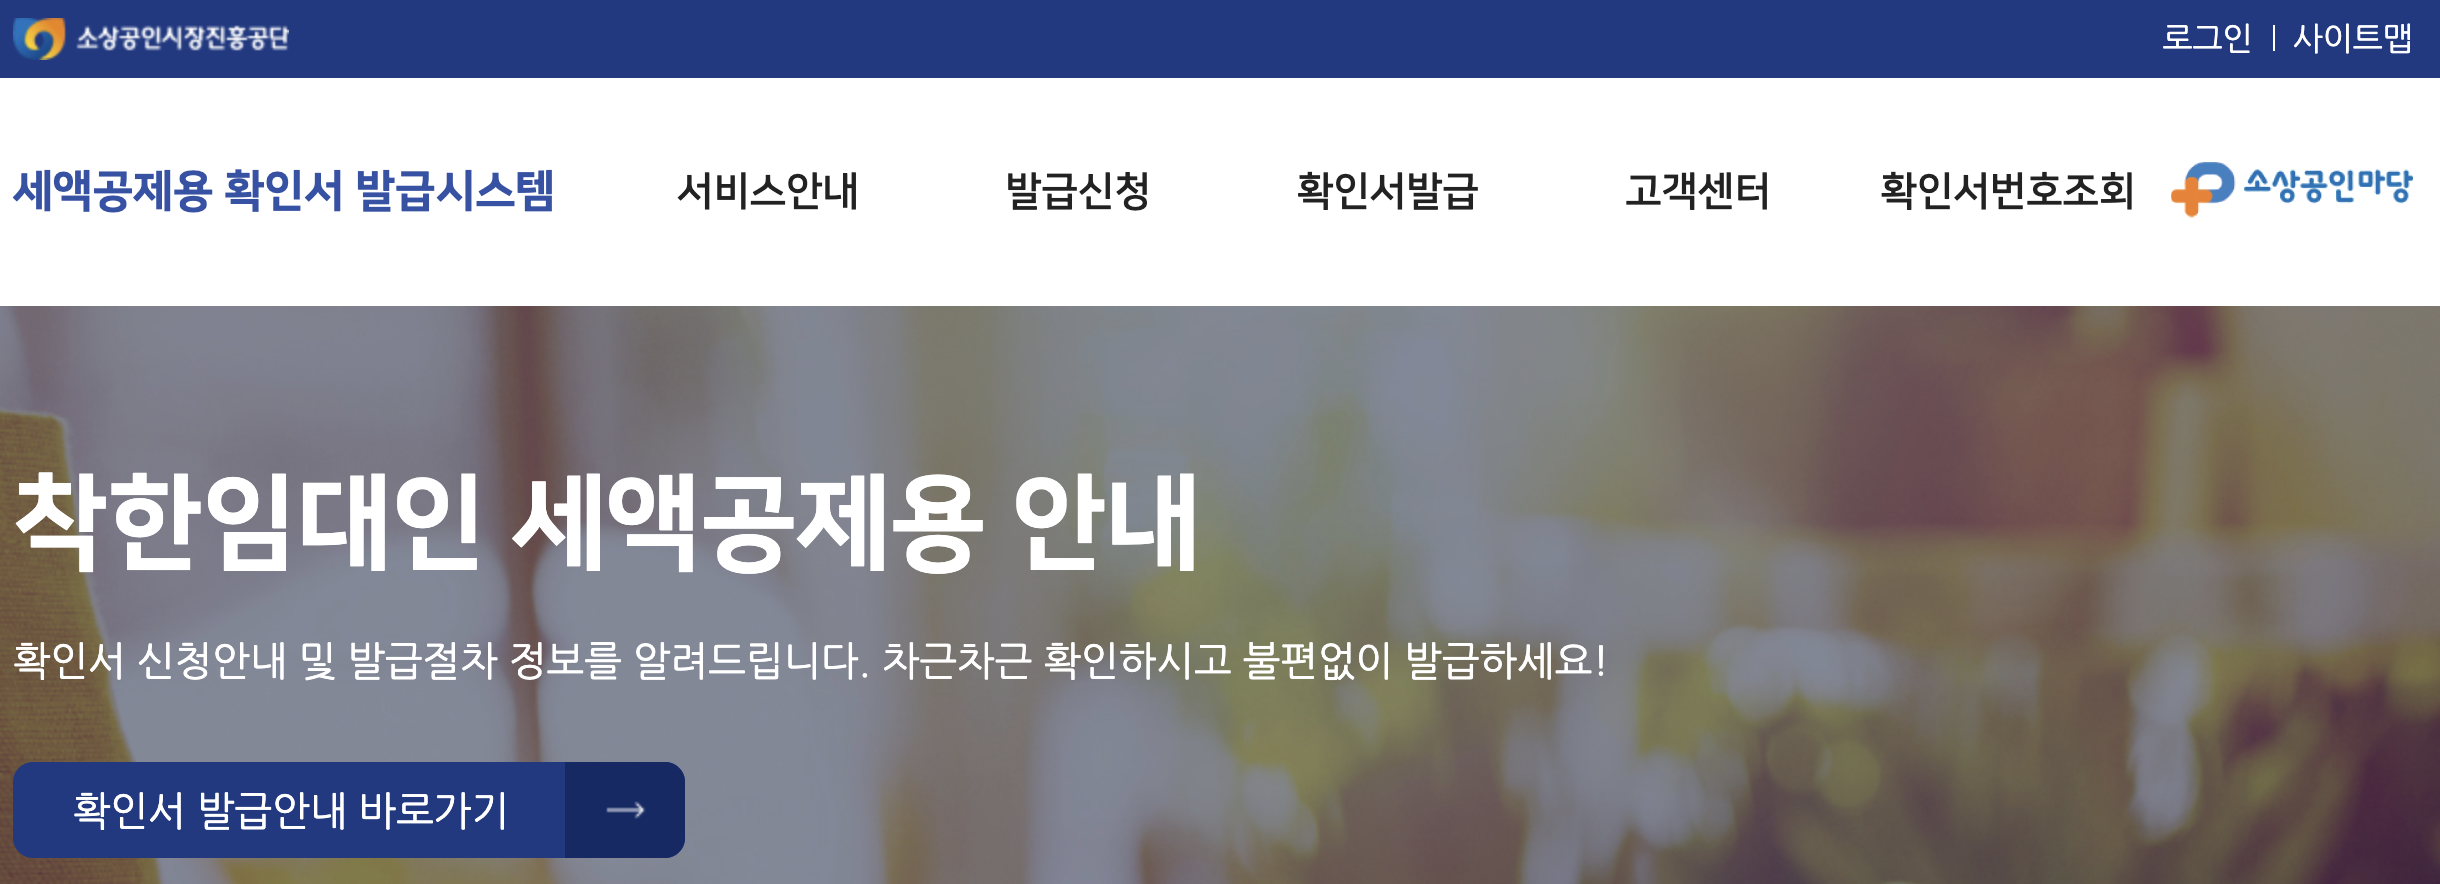 소상공인시장진흥공단
로그인 | 사이트맵
세액공제용 확인서 발급시스템 서비스안내 발급신청 확인서발급 고객센터 확인서번호조회 소상공인마당
착한임대인 세액공제용 안내
확인서 신청안내 및 발급절차 정보를 알려드립니다. 차근차근 확인하시고 불편없이 발급하세요!
확인서 발급안내 바로가기 →